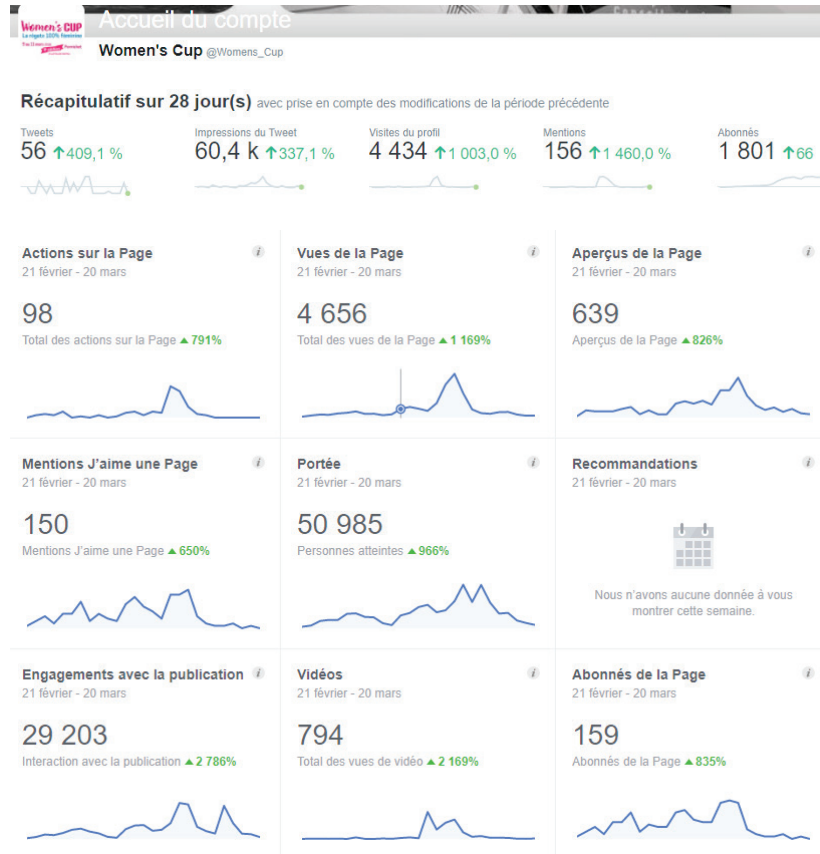 Accueil du compte
Women's CUP
La régate 100% féminine
Women's Cup @Womens_Cup
Récapitulatif sur 28 jour(s) avec prise en compte des modifications de la période précédente
Tweets Impressions du Tweet Visites du profil Mentions Abonnés
56 ↑409,1 % 60,4 k ↑337,1 % 4 434 ↑1 003,0 % 156 ↑1 460,0 % 1 801 ↑66
Actions sur la Page i Vues de la Page i Aperçus de la Page i
21 février - 20 mars 21 février - 20 mars 21 février - 20 mars
98 4 656 639
Total des actions sur la Page ▲791% Total des vues de la Page ▲1 169% Aperçus de la Page ▲826%
Mentions J’aime une Page i Portée i Recommandations i
21 février - 20 mars 21 février - 20 mars 21 février - 20 mars
150 50 985
Mentions J’aime une Page ▲650% Personnes atteintes ▲966%
Nous n’avons aucune donnée à vous
montrer cette semaine.
Engagements avec la publication i Vidéos i Abonnés de la Page i
21 février - 20 mars 21 février - 20 mars 21 février - 20 mars
29 203 794 159
Interaction avec la publication ▲2 786% Total des vues de vidéo ▲2 169% Abonnés de la Page ▲835%